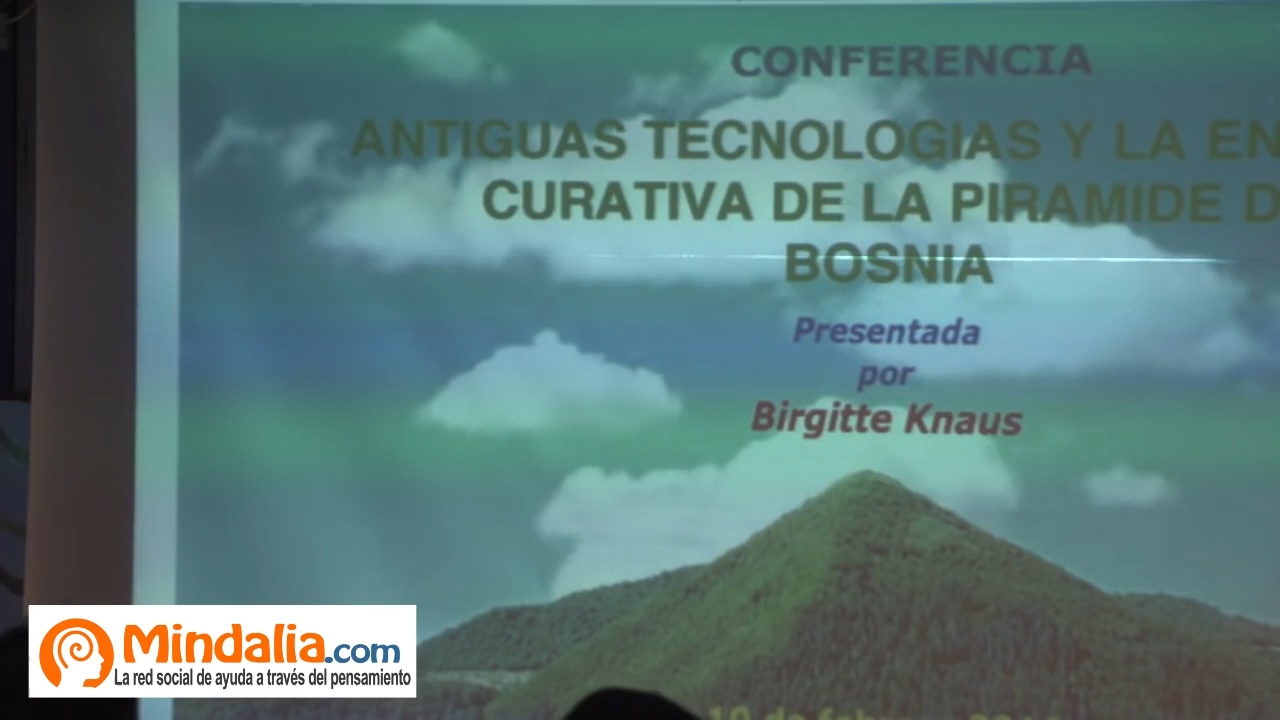 CONFERENCIA
ANTIGUAS TECNOLOGIAS Y LA EN
CURATIVA DE LA PIRAMIDE D
BOSNIA
Presentada
por
Birgitte Knaus
Mindalia.com
La red social de ayuda a través del pensamiento